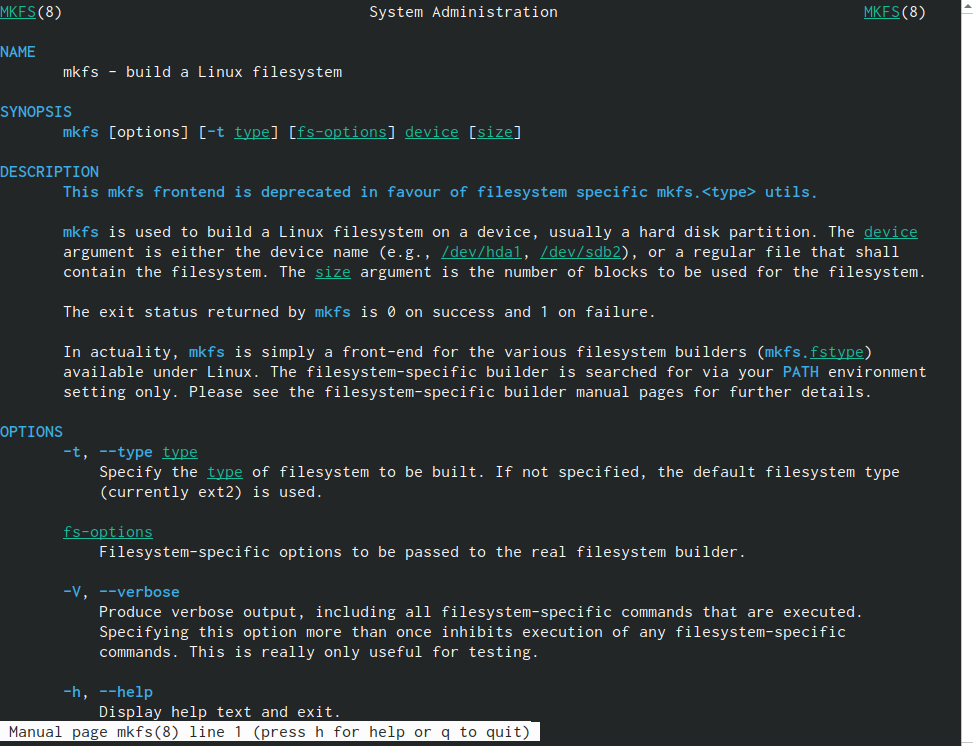 MKFS(8) System Administration MKFS(8)
NAME
mkfs - build a Linux filesystem
SYNOPSIS
mkfs [options] [-t type] [fs-options] device [size]
DESCRIPTION
This mkfs frontend is deprecated in favour of filesystem specific mkfs.<type> utils.
mkfs is used to build a Linux filesystem on a device, usually a hard disk partition. The device
argument is either the device name (e.g., /dev/hda1, /dev/sdb2), or a regular file that shall
contain the filesystem. The size argument is the number of blocks to be used for the filesystem.
The exit status returned by mkfs is 0 on success and 1 on failure.
In actuality, mkfs is simply a front-end for the various filesystem builders (mkfs.fstype)
available under Linux. The filesystem-specific builder is searched for via your PATH environment
setting only. Please see the filesystem-specific builder manual pages for further details.
OPTIONS
-t, --type type
Specify the type of filesystem to be built. If not specified, the default filesystem type
(currently ext2) is used.
fs-options
Filesystem-specific options to be passed to the real filesystem builder.
-V, --verbose
Produce verbose output, including all filesystem-specific commands that are executed.
Specifying this option more than once inhibits execution of any filesystem-specific
commands. This is really only useful for testing.
-h, --help
Display help text and exit.
Manual page mkfs(8) line 1 (press h for help or q to quit)